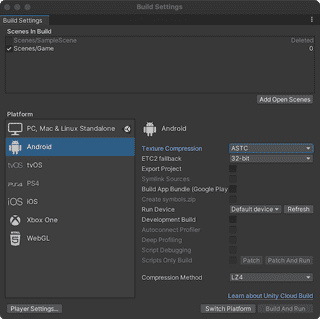 Build Settings
Build Settings
Scenes In Build
Scenes/SampleScene Deleted
Scenes/Game 0
Add Open Scenes
Platform
PC, Mac & Linux Standalone
Android
tvOS tvOS
PS4 PS4
iOS iOS
Xbox One
WebGL
Android
Texture Compression ASTC
ETC2 fallback 32-bit
Export Project
Symlink Sources
Build App Bundle (Google Play
Create symbols.zip
Run Device Default device Refresh
Development Build
Autoconnect Profiler
Deep Profiling
Script Debugging
Scripts Only Build Patch Patch And Run
Compression Method LZ4
Learn about Unity Cloud Build
Player Settings... Switch Platform Build And Run